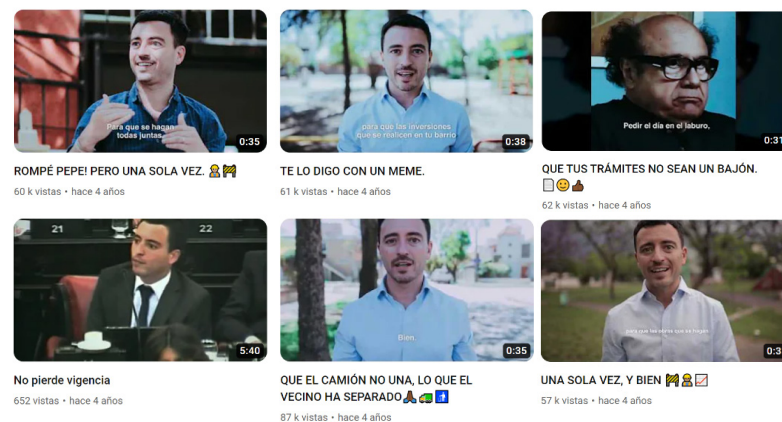 Para que se hagan
todas juntas.
0:35
para que las inversiones
que se realicen en tu barrio
0:38
Pedir el día en el laburo,
0:31
ROMPÉ PEPE! PERO UNA SOLA VEZ. 👷🚧
60 k vistas • hace 4 años
TE LO DIGO CON UN MEME.
61 k vistas • hace 4 años
QUE TUS TRÁMITES NO SEAN UN BAJÓN.
📃🙂👍🏾
62 k vistas • hace 4 años
21
22
5:40
Bien.
0:35
para que las obras que se hagan
0:3
No pierde vigencia
652 vistas • hace 4 años
QUE EL CAMIÓN NO UNA, LO QUE EL
VECINO HA SEPARADO🙏🏾🚛🚮
87 k vistas • hace 4 años
UNA SOLA VEZ, Y BIEN 🚧👷📈
57 k vistas • hace 4 años